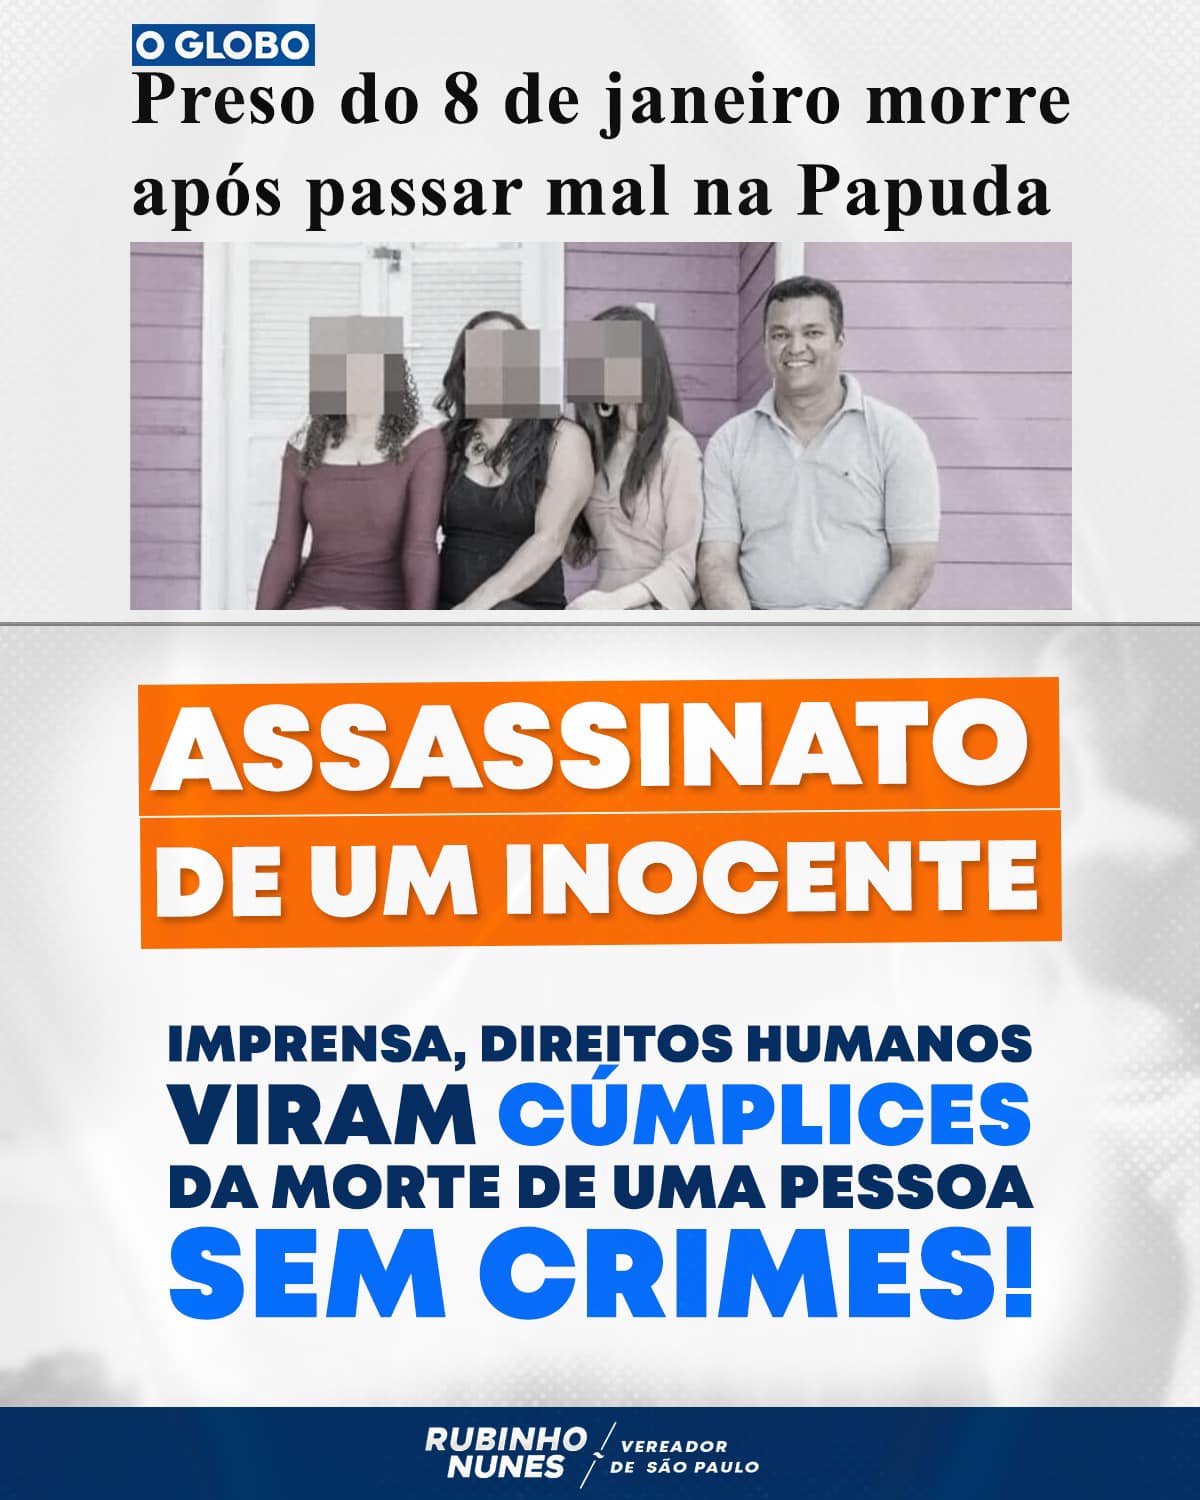 O GLOBO
Preso do 8 de janeiro morre
após passar mal na Papuda
ASSASSINATO
DE UM INOCENTE
IMPRENSA, DIREITOS HUMANOS
VIRAM CÚMPLICES
DA MORTE DE UMA PESSOA
SEM CRIMES!
RUBINHO
NUNES
VEREADOR
DE SÃO PAULO